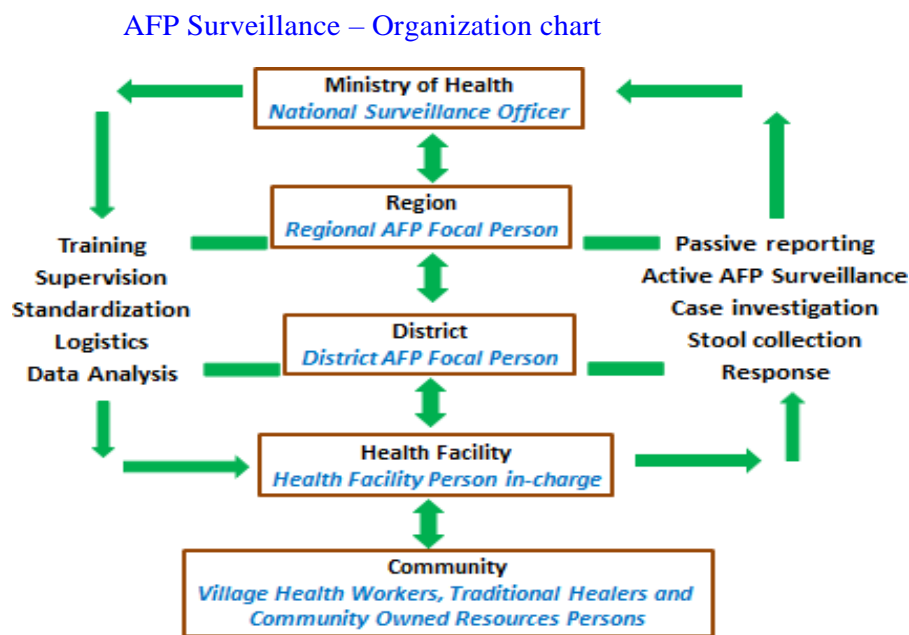 AFP Surveillance – Organization chart
Ministry of Health
National Surveillance Officer
Region
Regional AFP Focal Person
Training
Supervision
Standardization
Logistics
Data Analysis
Passive reporting
Active AFP Surveillance
Case investigation
Stool collection
Response
District
District AFP Focal Person
Health Facility
Health Facility Person in-charge
Community
Village Health Workers, Traditional Healers and
Community Owned Resources Persons